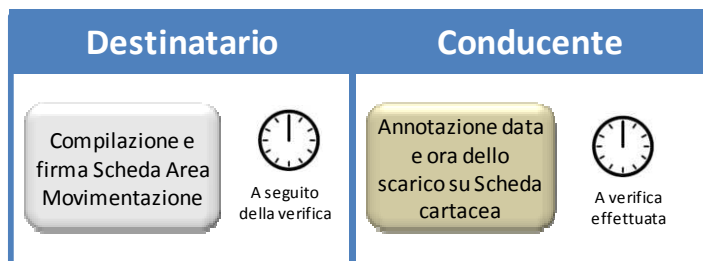 Destinatario
Conducente
Compilazione e
firma Scheda Area
Movimentazione
A seguito
della verifica
Annotazione data
e ora dello
scarico su Scheda
cartacea
A verifica
effettuata